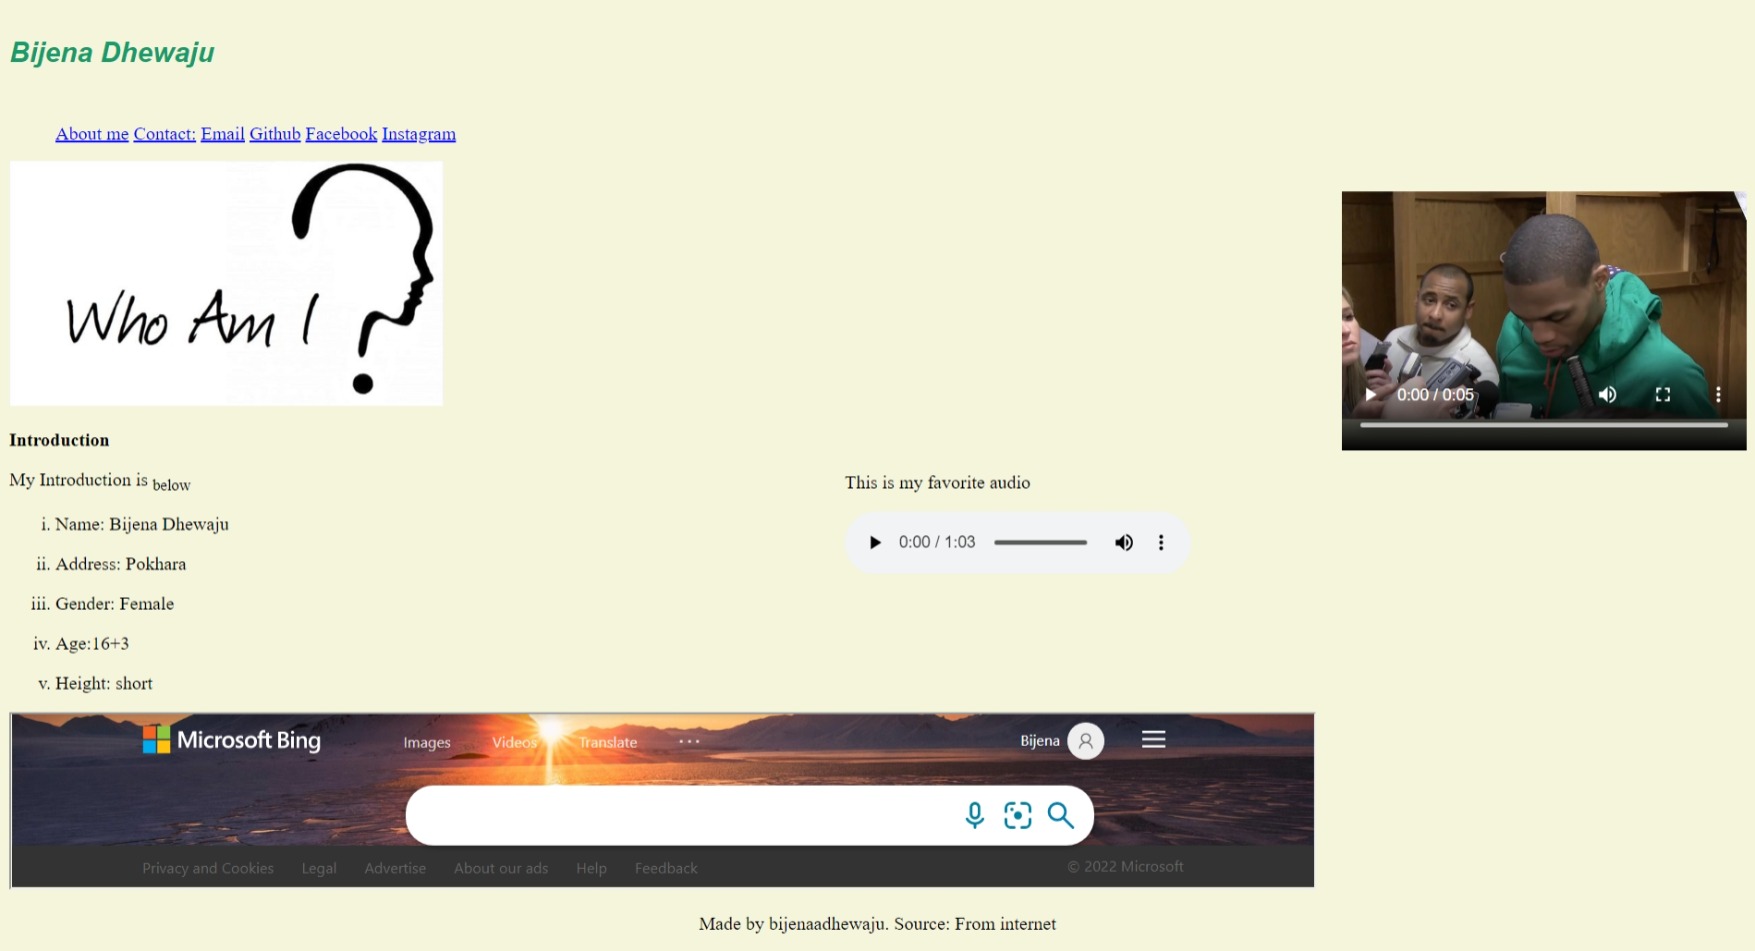 Bijena Dhewaju
About me Contact: Email Github Facebook Instagram
Who Am I ?
0:00 / 0:05
Introduction
My Introduction is below
This is my favorite audio
0:00 / 1:03
i. Name: Bijena Dhewaju
ii. Address: Pokhara
iii. Gender: Female
iv. Age:16+3
v. Height: short
Microsoft Bing Images Videos Translate ... Bijena
Privacy and Cookies Legal Advertise About our ads Help Feedback © 2022 Microsoft
Made by bijenaadhewaju. Source: From internet